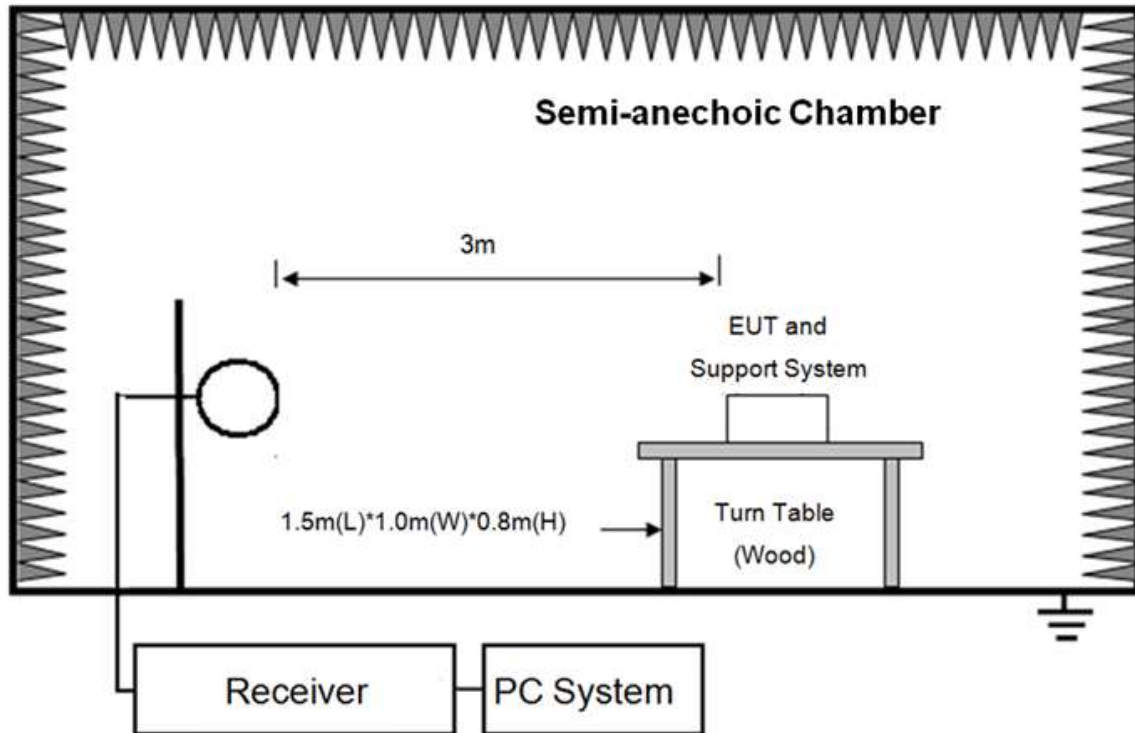 Semi-anechoic Chamber
3m
EUT and
Support System
1.5m(L)*1.0m(W)*0.8m(H)
Turn Table
(Wood)
Receiver
PC System